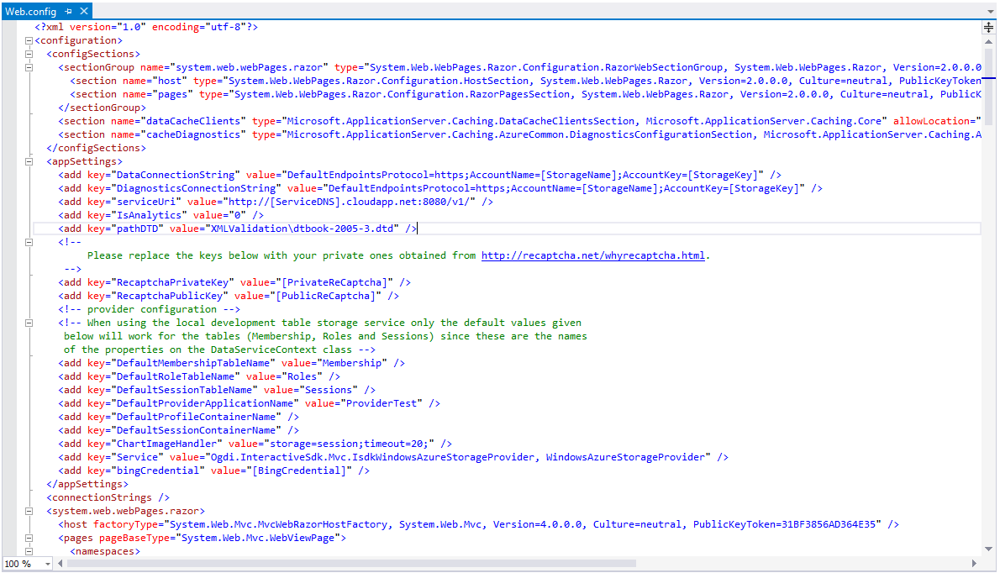 Web.config
<?xml version="1.0" encoding="utf-8"?>
<configuration>
<configSections>
<sectionGroup name="system.web.webPages.razor" type="System.Web.WebPages.Razor.Configuration.RazorWebSectionGroup, System.Web.WebPages.Razor, Version=2.0.0.0
<section name="host" type="System.Web.WebPages.Razor.Configuration.HostSection, System.Web.WebPages.Razor, Version=2.0.0.0, Culture=neutral, PublicKeyToken
<section name="pages" type="System.Web.WebPages.Razor.Configuration.RazorPagesSection, System.Web.WebPages.Razor, Version=2.0.0.0, Culture=neutral, PublicK
</sectionGroup>
<section name="dataCacheClients" type="Microsoft.ApplicationServer.Caching.DataCacheClientsSection, Microsoft.ApplicationServer.Caching.Core" allowLocation="
<section name="cacheDiagnostics" type="Microsoft.ApplicationServer.Caching.AzureCommon.DiagnosticsConfigurationSection, Microsoft.ApplicationServer.Caching.A
</configSections>
<appSettings>
<add key="DataConnectionString" value="DefaultEndpointsProtocol=https;AccountName=[StorageName];AccountKey=[StorageKey]" />
<add key="DiagnosticsConnectionString" value="DefaultEndpointsProtocol=https;AccountName=[StorageName];AccountKey=[StorageKey]" />
<add key="serviceUri" value="http://[ServiceDNS].cloudapp.net:8080/v1/" />
<add key="IsAnalytics" value="0" />
<add key="pathDTD" value="XMLValidation\dtbook-2005-3.dtd" />
<!--
Please replace the keys below with your private ones obtained from http://recaptcha.net/whyrecaptcha.html.
-->
<add key="RecaptchaPrivateKey" value="[PrivateReCaptcha]" />
<add key="RecaptchaPublicKey" value="[PublicReCaptcha]" />
<!-- provider configuration -->
<!-- When using the local development table storage service only the default values given
below will work for the tables (Membership, Roles and Sessions) since these are the names
of the properties on the DataServiceContext class -->
<add key="DefaultMembershipTableName" value="Membership" />
<add key="DefaultRoleTableName" value="Roles" />
<add key="DefaultSessionTableName" value="Sessions" />
<add key="DefaultProviderApplicationName" value="ProviderTest" />
<add key="DefaultProfileContainerName" />
<add key="DefaultSessionContainerName" />
<add key="ChartImageHandler" value="storage=session;timeout=20;" />
<add key="Service" value="Ogdi.InteractiveSdk.Mvc.IsdkWindowsAzureStorageProvider, WindowsAzureStorageProvider" />
<add key="bingCredential" value="[BingCredential]" />
</appSettings>
<connectionStrings />
<system.web.webPages.razor>
<host factoryType="System.Web.Mvc.MvcWebRazorHostFactory, System.Web.Mvc, Version=4.0.0.0, Culture=neutral, PublicKeyToken=31BF3856AD364E35" />
<pages pageBaseType="System.Web.Mvc.WebViewPage">
<namespaces>
100 %